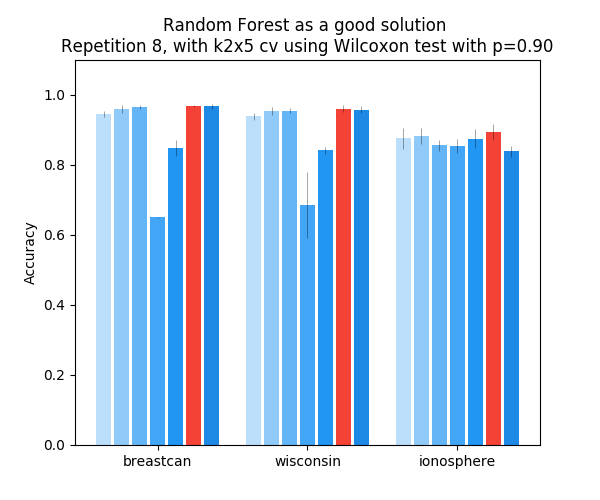 Random Forest as a good solution
Repetition 8, with k2x5 cv using Wilcoxon test with p=0.90
Accuracy
1.0
0.8
0.6
0.4
0.2
0.0
breastcan
wisconsin
ionosphere